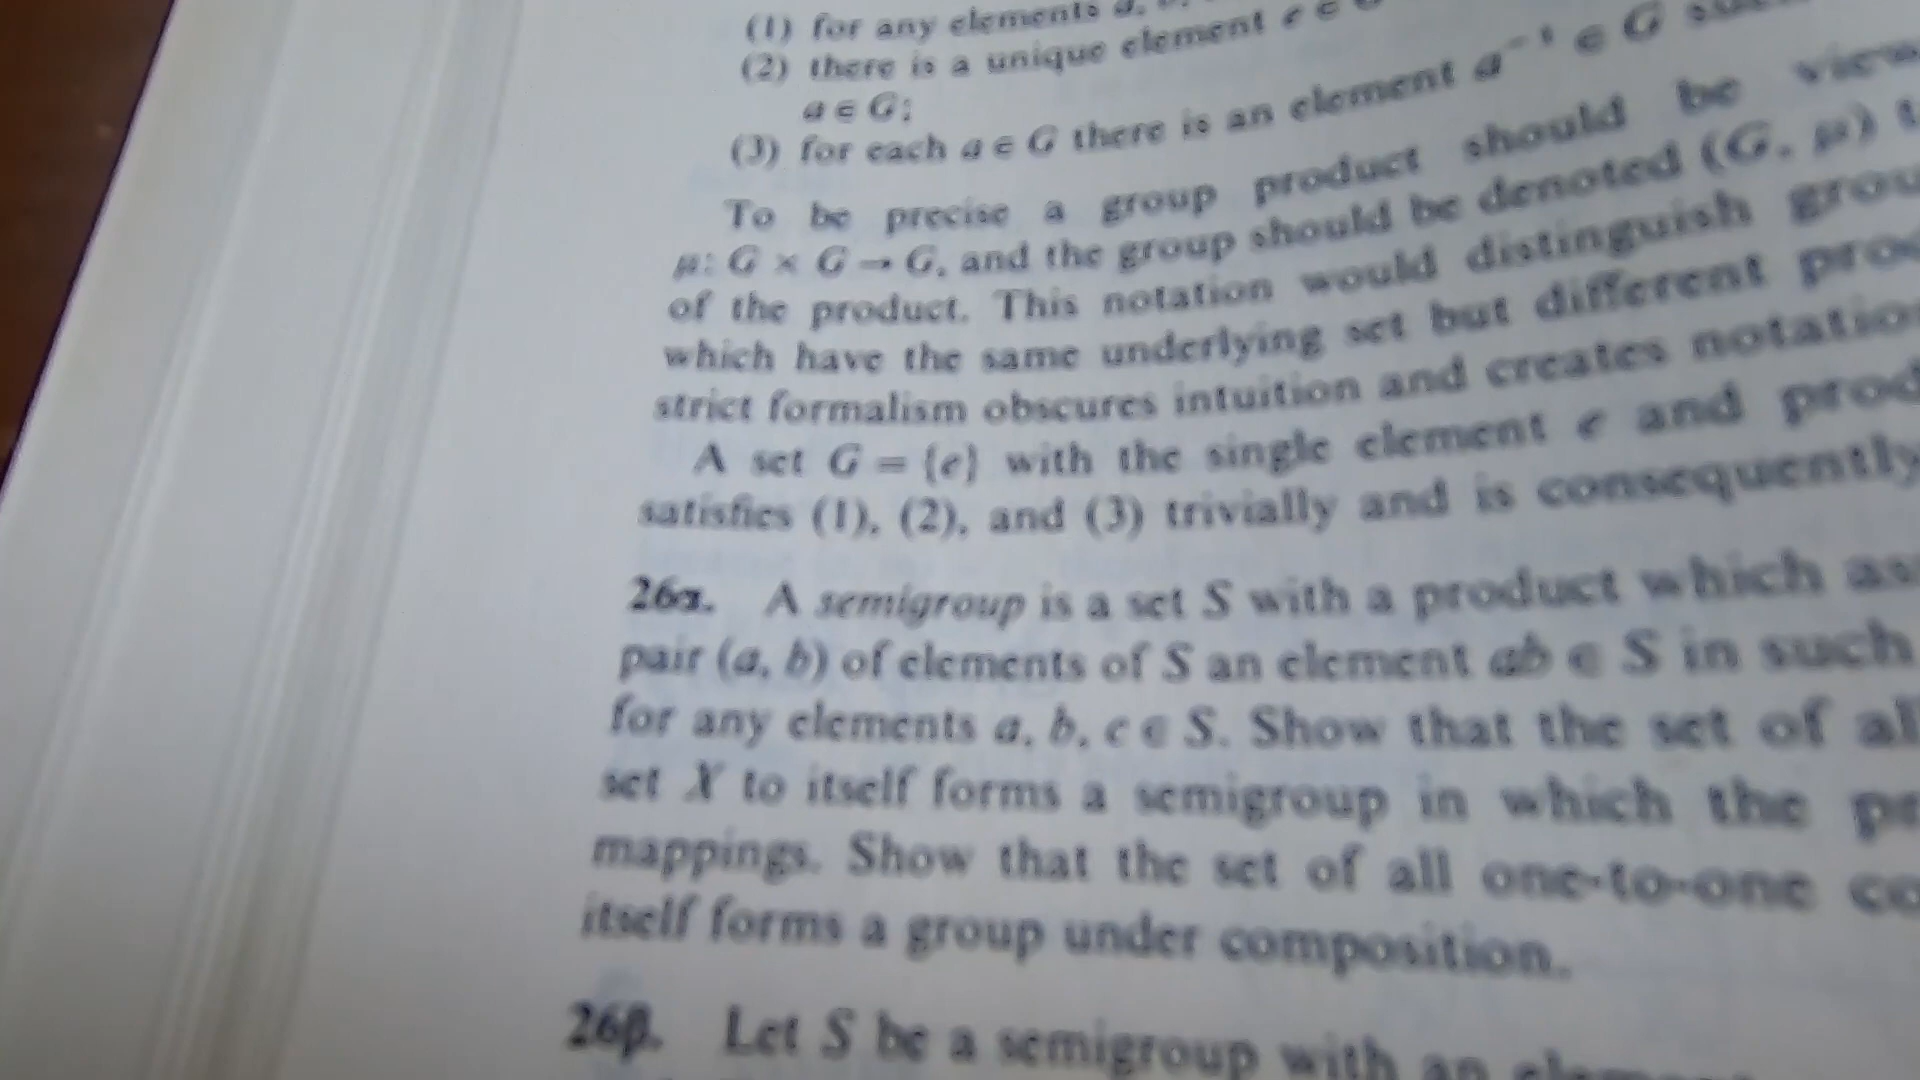 (1) for any elements a,
(2) there is a unique element e ∈
a ∈ G;
(3) for each a ∈ G there is an element a⁻¹ ∈ G
To be precise a group product should be
μ: G × G → G, and the group should be denoted (G, μ)
of the product. This notation would distinguish
which have the same underlying set but different
strict formalism obscures intuition and creates
A set G = {e} with the single element e and
satisfies (1), (2), and (3) trivially and is consequently
26α. A semigroup is a set S with a product which
pair (a, b) of elements of S an element ab ∈ S in such
for any elements a, b, c ∈ S. Show that the set of
set X to itself forms a semigroup in which the
mappings. Show that the set of all one-to-one
itself forms a group under composition.
26β. Let S be a semigroup with an